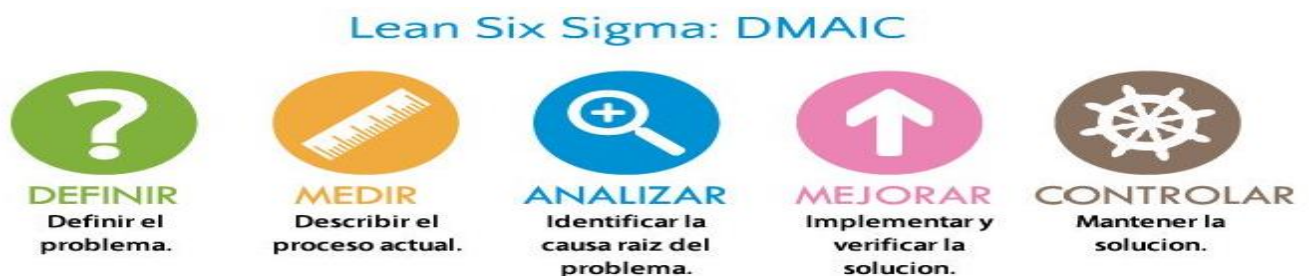 Lean Six Sigma: DMAIC
DEFINIR
Definir el
problema.
MEDIR
Describir el
proceso actual.
ANALIZAR
Identificar la
causa raiz del
problema.
MEJORAR
Implementar y
verificar la
solucion.
CONTROLAR
Mantener la
solucion.